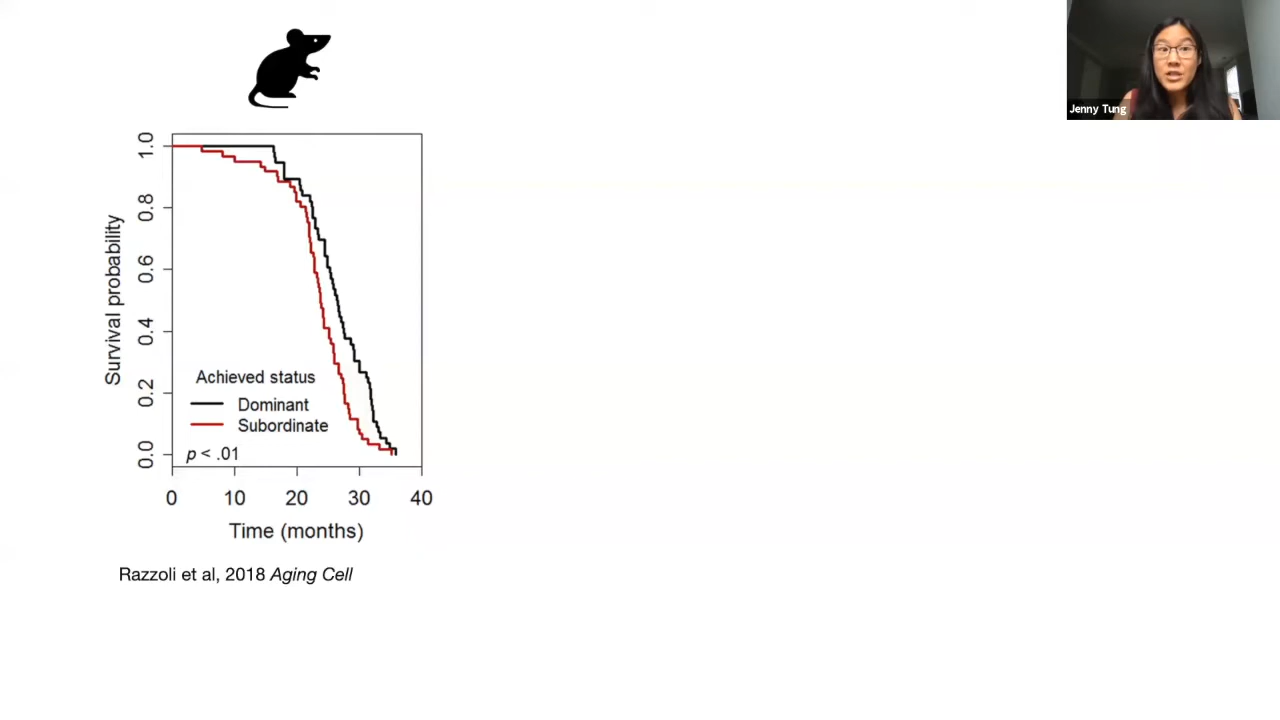 Jenny Tung
1.0
0.8
0.6
0.4
0.2
0.0
Survival probability
Achieved status
Dominant
Subordinate
p < .01
0 10 20 30 40
Time (months)
Razzoli et al, 2018 Aging Cell